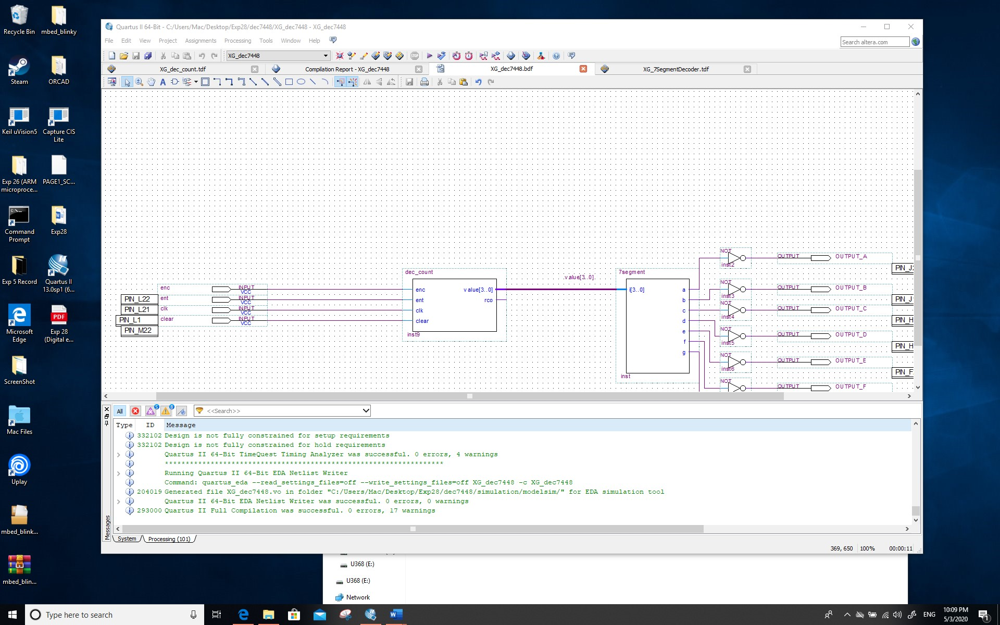 Recycle Bin
mbed_blinky
Steam
ORCAD
Keil uVision5
Capture CIS
Lite
Exp 26 (ARM
microproce...
PAGE1_SC...
Command
Prompt
Exp28
Exp 5 Record
Quartus II
13.0sp1 (6...
Microsoft
Edge
PDF
Exp 28
(Digital e...
ScreenShot
Mac Files
Uplay
mbed_blink...
mbed_blin...
Quartus II 64-Bit - C:/Users/Mac/Desktop/Exp28/dec7448/XG_dec7448 - XG_dec7448
File Edit View Project Assignments Processing Tools Window Help
Search altera.com
XG_dec7448
STOP
XG_dec_count.tdf
Compilation Report - XG_dec7448
XG_dec7448.bdf
XG_7SegmentDecoder.tdf
enc
ent
clk
clear
INPUT
VCC
INPUT
VCC
INPUT
VCC
INPUT
VCC
PIN_L22
PIN_L21
PIN_L1
PIN_M22
dec_count
enc
ent
clk
clear
value[3..0]
rco
inst9
value[3..0]
7segment
i[3..0]
a
b
c
d
e
f
g
inst
NOT
inst2
NOT
inst3
NOT
inst4
NOT
inst5
NOT
inst6
NOT
OUTPUT OUTPUT_A
OUTPUT OUTPUT_B
OUTPUT OUTPUT_C
OUTPUT OUTPUT_D
OUTPUT OUTPUT_E
OUTPUT OUTPUT_F
All
5
8
<<Search>>
Type ID Message
332102 Design is not fully constrained for setup requirements
332102 Design is not fully constrained for hold requirements
Quartus II 64-Bit TimeQuest Timing Analyzer was successful. 0 errors, 4 warnings
*******************************************************************
Running Quartus II 64-Bit EDA Netlist Writer
Command: quartus_eda --read_settings_files=off --write_settings_files=off XG_dec7448 -c XG_dec7448
204019 Generated file XG_dec7448.vo in folder "C:/Users/Mac/Desktop/Exp28/dec7448/simulation/modelsim/" for EDA simulation tool
Quartus II 64-Bit EDA Netlist Writer was successful. 0 errors, 0 warnings
293000 Quartus II Full Compilation was successful. 0 errors, 17 warnings
Messages
System
Processing (101)
369, 650 100% 00:00:11
U368 (E:)
U368 (E:)
Network
Type here to search
ENG
10:09 PM
5/3/2020
1